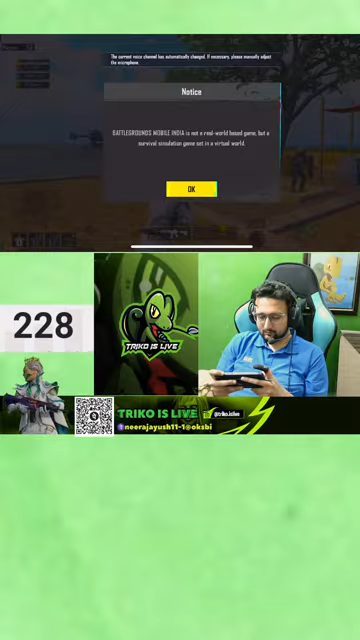 The current voice channel has automatically changed. If necessary, please manually adjust
the microphone.
Notice
BATTLEGROUNDS MOBILE INDIA is not a real-world based game, but a
survival simulation game set in a virtual world.
OK
228
TRIKO IS LIVE
TRIKO IS LIVE
@triko.islive
neerajayush11-1@oksbi